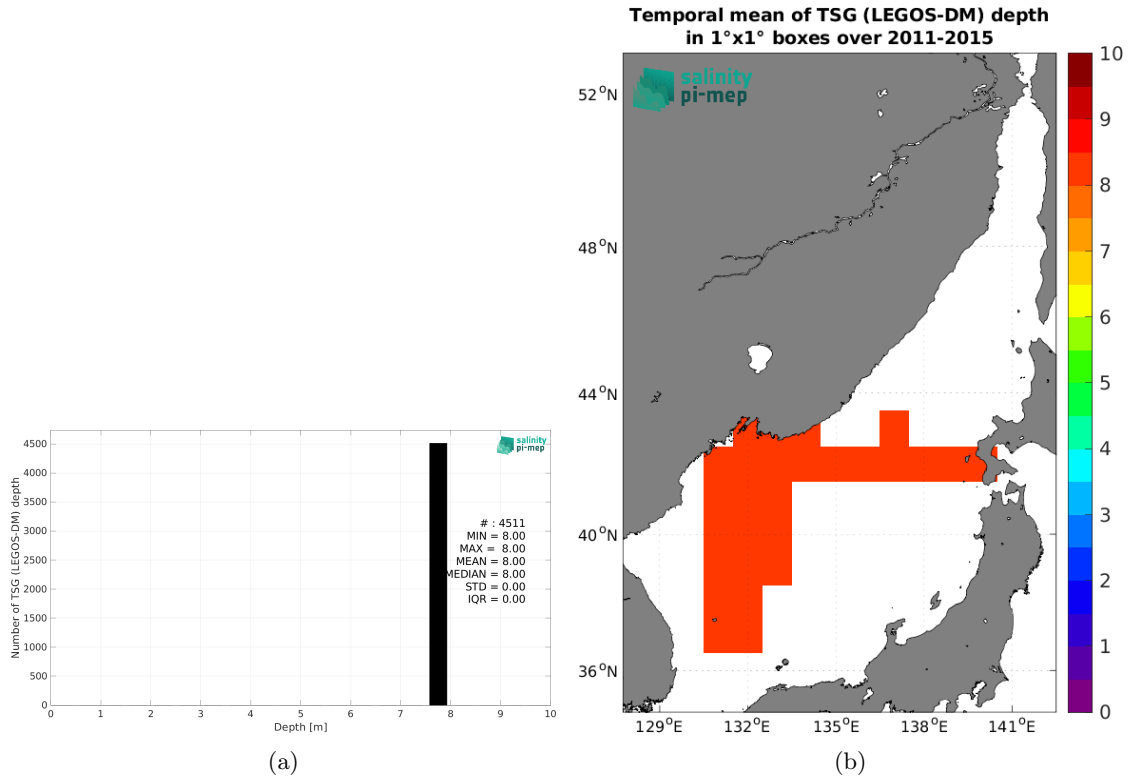 4500
4000
3500
3000
2500
2000
1500
1000
500
0
Number of TSG (LEGOS-DM) depth
salinity
pi-mep
# : 4511
MIN = 8.00
MAX = 8.00
MEAN = 8.00
MEDIAN = 8.00
STD = 0.00
IQR = 0.00
0 1 2 3 4 5 6 7 8 9 10
Depth [m]
(a)
Temporal mean of TSG (LEGOS-DM) depth
in 1°x1° boxes over 2011-2015
salinity
pi-mep
52°N
48°N
44°N
40°N
36°N
129°E 132°E 135°E 138°E 141°E
10
9
8
7
6
5
4
3
2
1
0
(b)